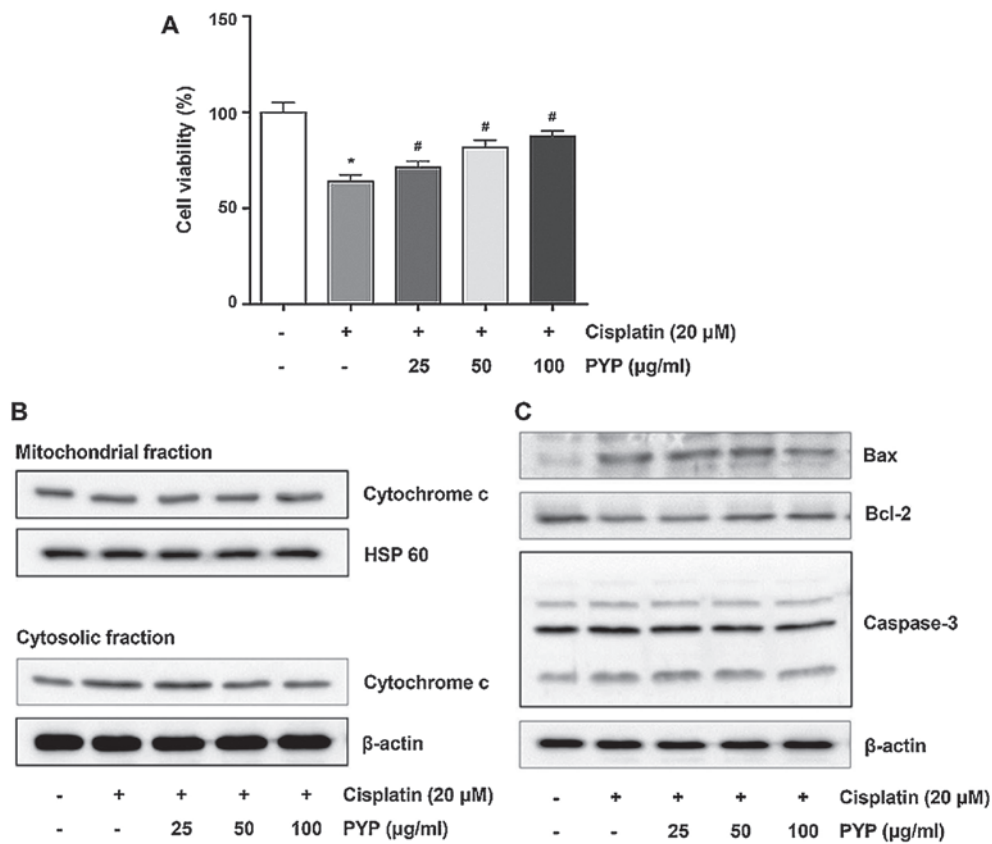 A
150
100
50
0
Cell viability (%)
*
#
#
#
- + + + + Cisplatin (20 µM)
- - 25 50 100 PYP (µg/ml)
B
Mitochondrial fraction
Cytochrome c
HSP 60
Cytosolic fraction
Cytochrome c
β-actin
- + + + + Cisplatin (20 µM)
- - 25 50 100 PYP (µg/ml)
C
Bax
Bcl-2
Caspase-3
β-actin
- + + + + Cisplatin (20 µM)
- - 25 50 100 PYP (µg/ml)